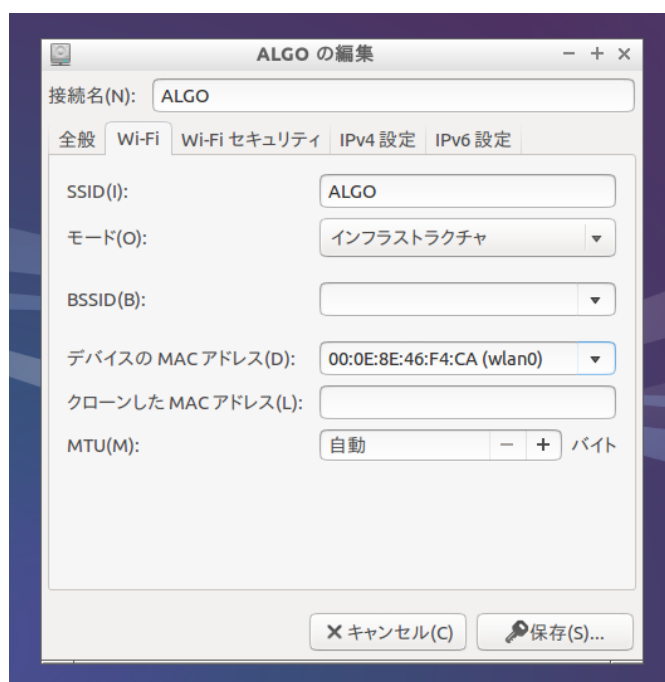 ALGO の編集
接続名(N): ALGO
全般 Wi-Fi Wi-Fi セキュリティ IPv4 設定 IPv6 設定
SSID(I): ALGO
モード(O): インフラストラクチャ
BSSID(B):
デバイスの MAC アドレス(D): 00:0E:8E:46:F4:CA (wlan0)
クローンした MAC アドレス(L):
MTU(M): 自動 − + バイト
キャンセル(C) 保存(S)...